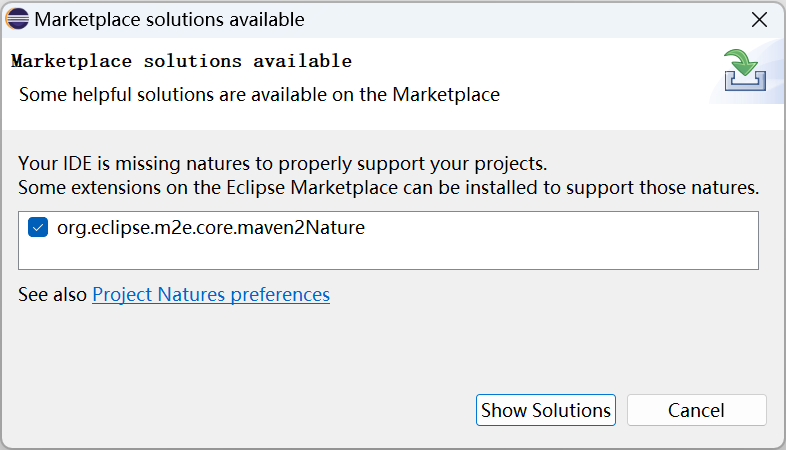 Marketplace solutions available
Marketplace solutions available
Some helpful solutions are available on the Marketplace
Your IDE is missing natures to properly support your projects.
Some extensions on the Eclipse Marketplace can be installed to support those natures.
org.eclipse.m2e.core.maven2Nature
See also Project Natures preferences
Show Solutions
Cancel